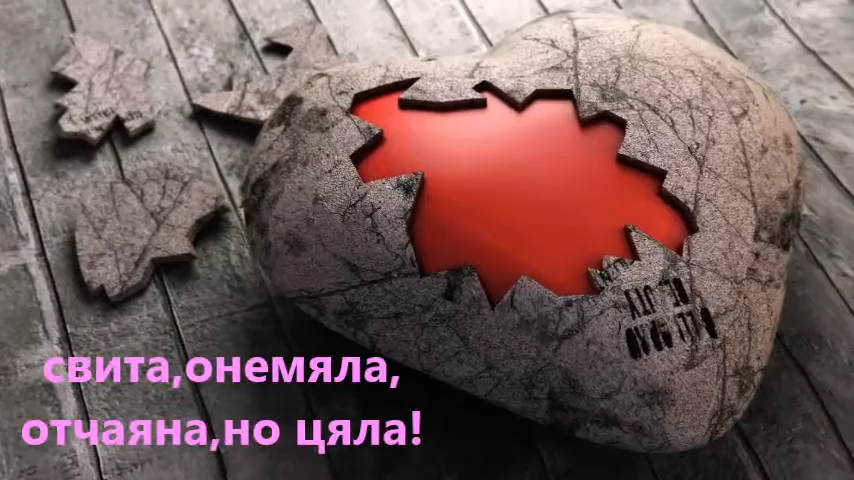 свита,онемяла,
отчаяна,но цяла!